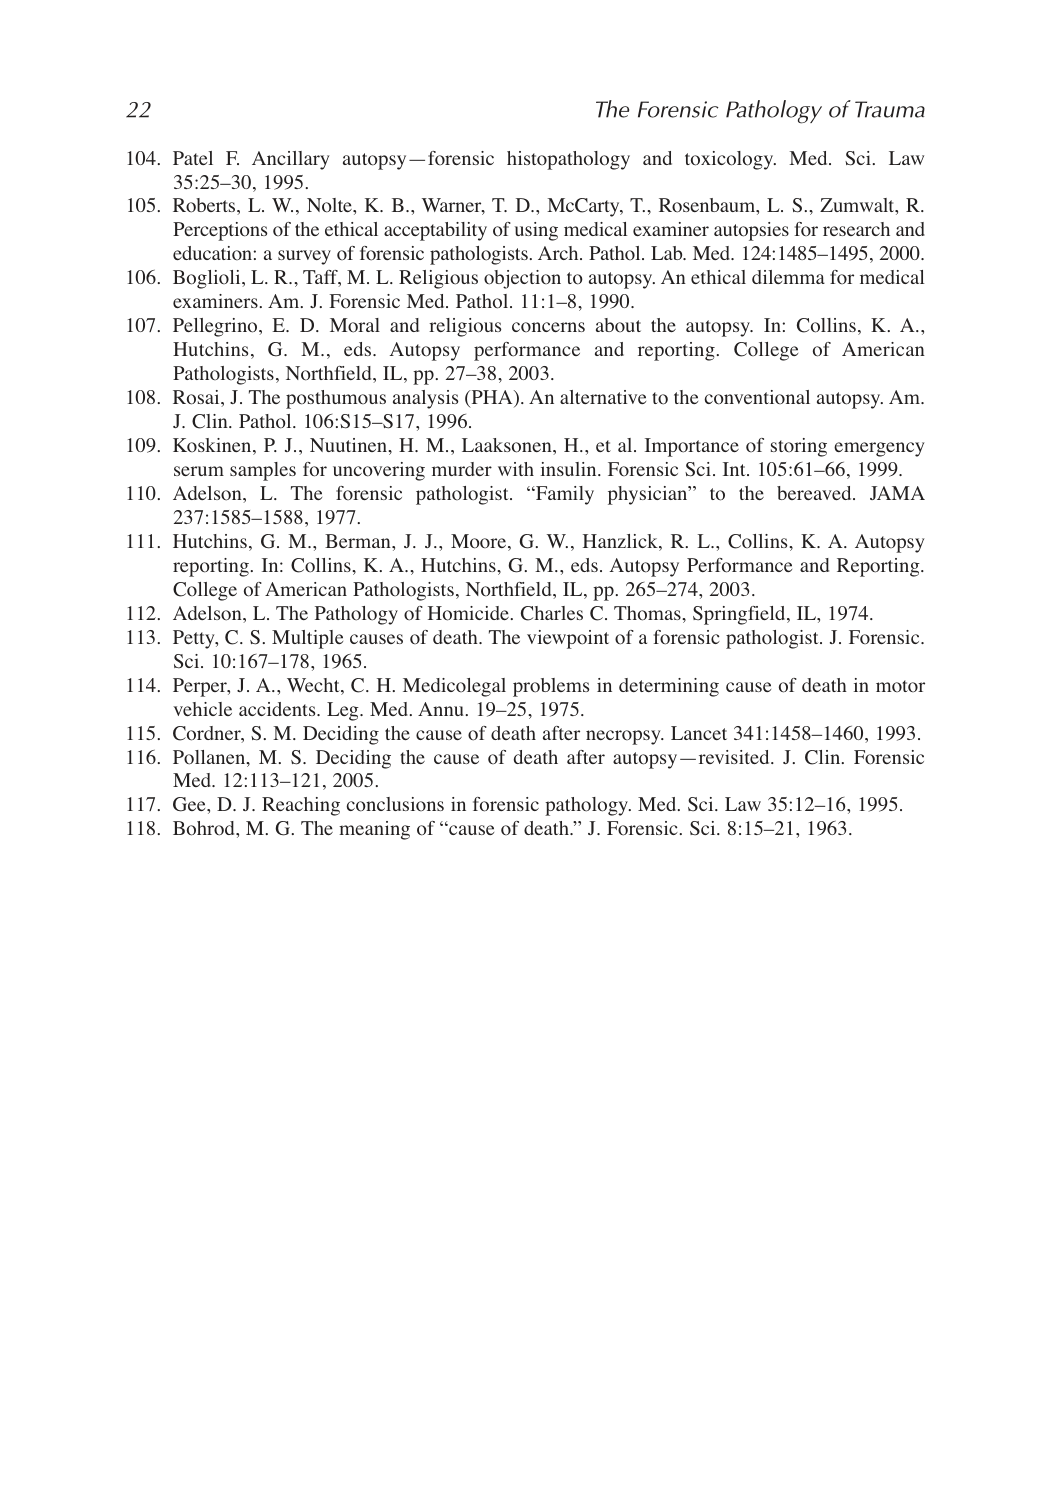 22 The Forensic Pathology of Trauma
104. Patel F. Ancillary autopsy—forensic histopathology and toxicology. Med. Sci. Law
35:25–30, 1995.
105. Roberts, L. W., Nolte, K. B., Warner, T. D., McCarty, T., Rosenbaum, L. S., Zumwalt, R.
Perceptions of the ethical acceptability of using medical examiner autopsies for research and
education: a survey of forensic pathologists. Arch. Pathol. Lab. Med. 124:1485–1495, 2000.
106. Boglioli, L. R., Taff, M. L. Religious objection to autopsy. An ethical dilemma for medical
examiners. Am. J. Forensic Med. Pathol. 11:1–8, 1990.
107. Pellegrino, E. D. Moral and religious concerns about the autopsy. In: Collins, K. A.,
Hutchins, G. M., eds. Autopsy performance and reporting. College of American
Pathologists, Northfield, IL, pp. 27–38, 2003.
108. Rosai, J. The posthumous analysis (PHA). An alternative to the conventional autopsy. Am.
J. Clin. Pathol. 106:S15–S17, 1996.
109. Koskinen, P. J., Nuutinen, H. M., Laaksonen, H., et al. Importance of storing emergency
serum samples for uncovering murder with insulin. Forensic Sci. Int. 105:61–66, 1999.
110. Adelson, L. The forensic pathologist. “Family physician” to the bereaved. JAMA
237:1585–1588, 1977.
111. Hutchins, G. M., Berman, J. J., Moore, G. W., Hanzlick, R. L., Collins, K. A. Autopsy
reporting. In: Collins, K. A., Hutchins, G. M., eds. Autopsy Performance and Reporting.
College of American Pathologists, Northfield, IL, pp. 265–274, 2003.
112. Adelson, L. The Pathology of Homicide. Charles C. Thomas, Springfield, IL, 1974.
113. Petty, C. S. Multiple causes of death. The viewpoint of a forensic pathologist. J. Forensic.
Sci. 10:167–178, 1965.
114. Perper, J. A., Wecht, C. H. Medicolegal problems in determining cause of death in motor
vehicle accidents. Leg. Med. Annu. 19–25, 1975.
115. Cordner, S. M. Deciding the cause of death after necropsy. Lancet 341:1458–1460, 1993.
116. Pollanen, M. S. Deciding the cause of death after autopsy—revisited. J. Clin. Forensic
Med. 12:113–121, 2005.
117. Gee, D. J. Reaching conclusions in forensic pathology. Med. Sci. Law 35:12–16, 1995.
118. Bohrod, M. G. The meaning of “cause of death.” J. Forensic. Sci. 8:15–21, 1963.